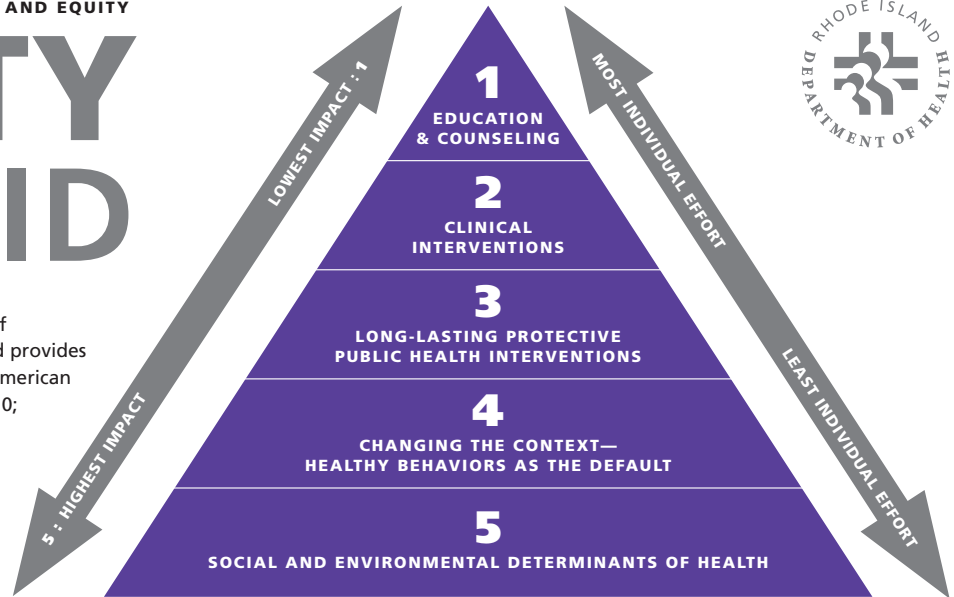 AND EQUITY
TY
ID
f
d provides
merican
0;
LOWEST IMPACT : 1
5 : HIGHEST IMPACT
1
EDUCATION
& COUNSELING
2
CLINICAL
INTERVENTIONS
3
LONG-LASTING PROTECTIVE
PUBLIC HEALTH INTERVENTIONS
4
CHANGING THE CONTEXT—
HEALTHY BEHAVIORS AS THE DEFAULT
5
SOCIAL AND ENVIRONMENTAL DETERMINANTS OF HEALTH
MOST INDIVIDUAL EFFORT
LEAST INDIVIDUAL EFFORT
RHODE ISLAND
DEPARTMENT OF HEALTH